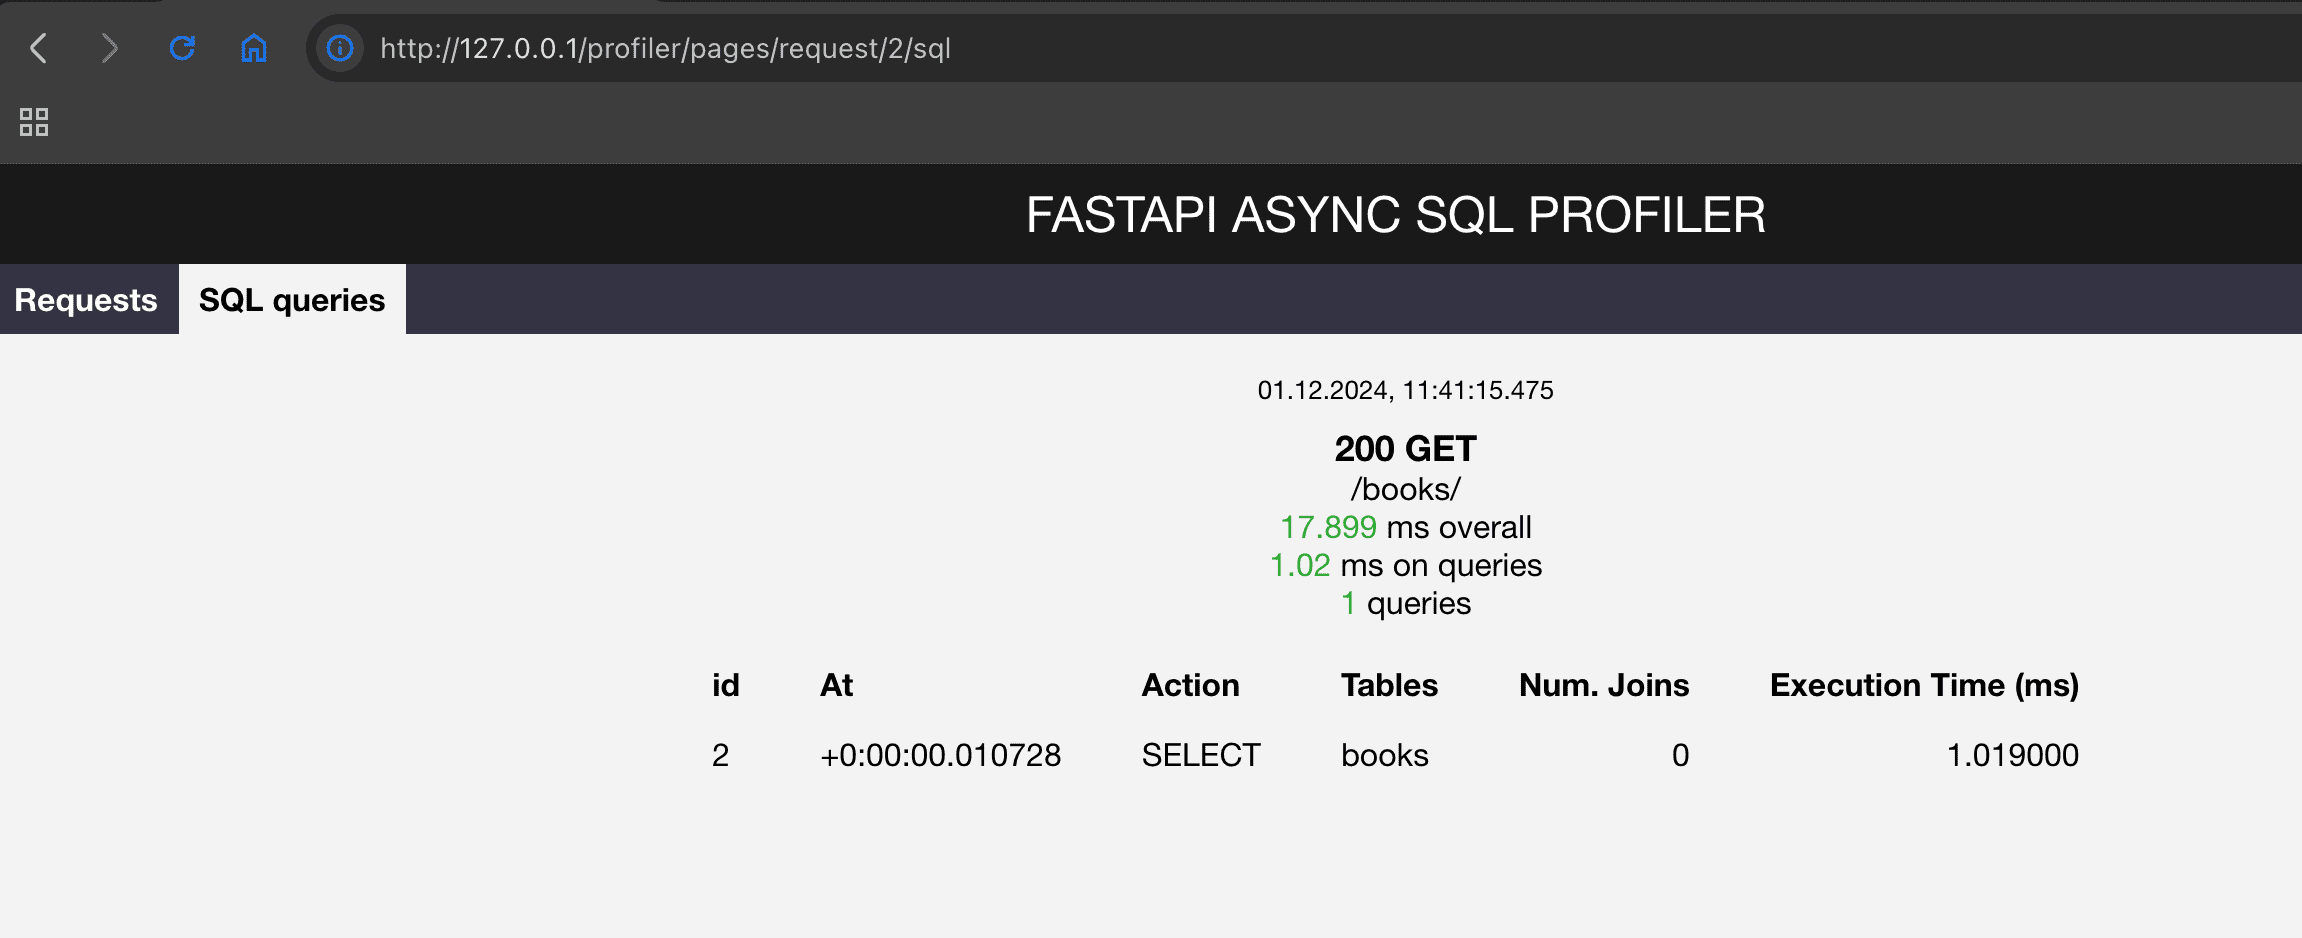 http://127.0.0.1/profiler/pages/request/2/sql
FASTAPI ASYNC SQL PROFILER
Requests SQL queries
01.12.2024, 11:41:15.475
200 GET
/books/
17.899 ms overall
1.02 ms on queries
1 queries
id At Action Tables Num. Joins Execution Time (ms)
2 +0:00:00.010728 SELECT books 0 1.019000